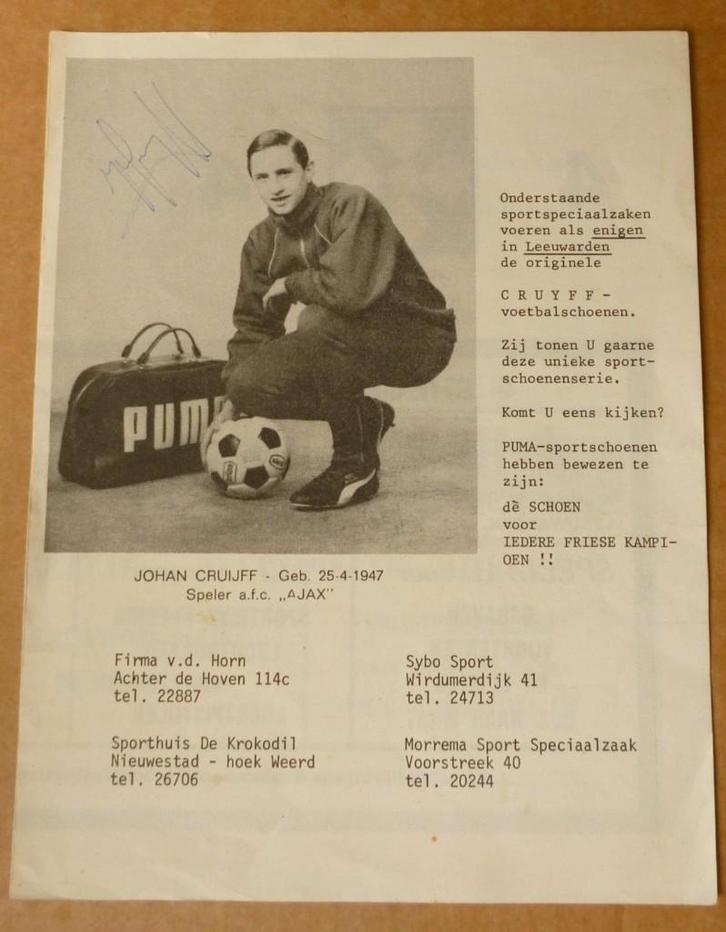 Onderstaande
sportspeciaalzaken
voeren als enigen
in Leeuwarden
de originele
C R U Y F F -
voetbalschoenen.
Zij tonen U gaarne
deze unieke sport-
schoenenserie.
Komt U eens kijken?
PUMA-sportschoenen
hebben bewezen te
zijn:
dè SCHOEN
voor
IEDERE FRIESE KAMPI-
OEN !!
PUMA
JOHAN CRUIJFF - Geb. 25-4-1947
Speler a.f.c. „AJAX"
Firma v.d. Horn
Achter de Hoven 114c
tel. 22887
Sybo Sport
Wirdumerdijk 41
tel. 24713
Sporthuis De Krokodil
Nieuwestad - hoek Weerd
tel. 26706
Morrema Sport Speciaalzaak
Voorstreek 40
tel. 20244